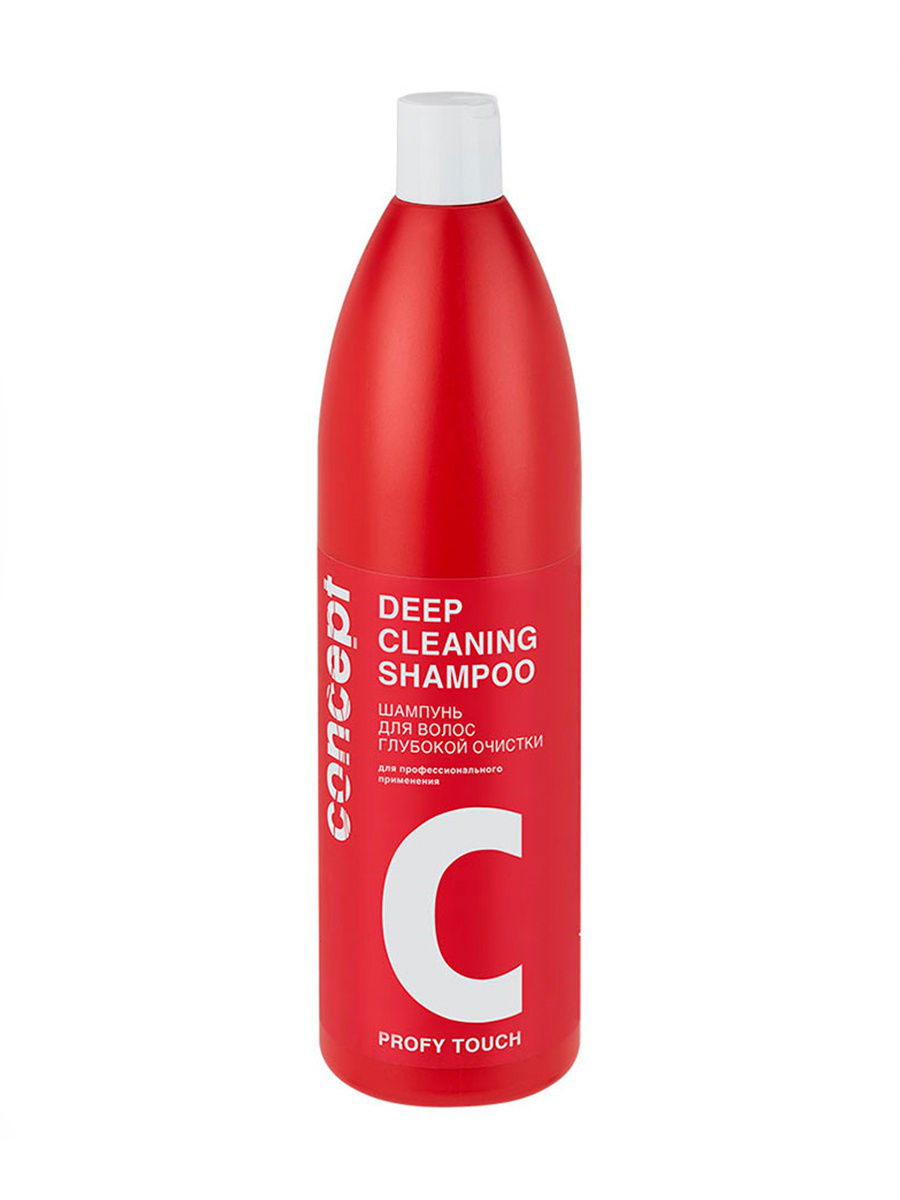 concept
DEEP
CLEANING
SHAMPOO
ШАМПУНЬ
ДЛЯ ВОЛОС
ГЛУБОКОЙ ОЧИСТКИ
для профессионального
применения
C
PROFY TOUCH